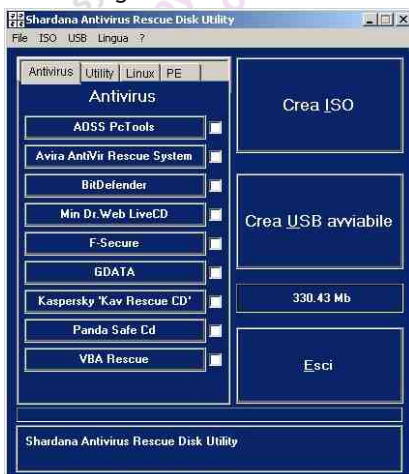 Shardana Antivirus Rescue Disk Utility
File ISO USB Lingua ?
Antivirus Utility Linux PE
Antivirus
AOSS PcTools
Avira AntiVir Rescue System
BitDefender
Min Dr.Web LiveCD
F-Secure
GDATA
Kaspersky 'Kav Rescue CD'
Panda Safe Cd
VBA Rescue
Crea ISO
Crea USB avviabile
330.43 Mb
Esci
Shardana Antivirus Rescue Disk Utility